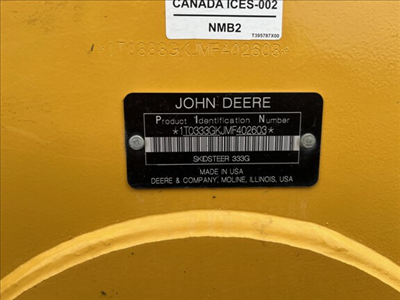 CANADA ICES-002
NMB2
T395787X00
1T0333GKJMF402603*
JOHN DEERE
Product Identification Number
*1T0333GKJMF402603*
SKIDSTEER 333G
MADE IN USA
DEERE & COMPANY, MOLINE, ILLINOIS, USA